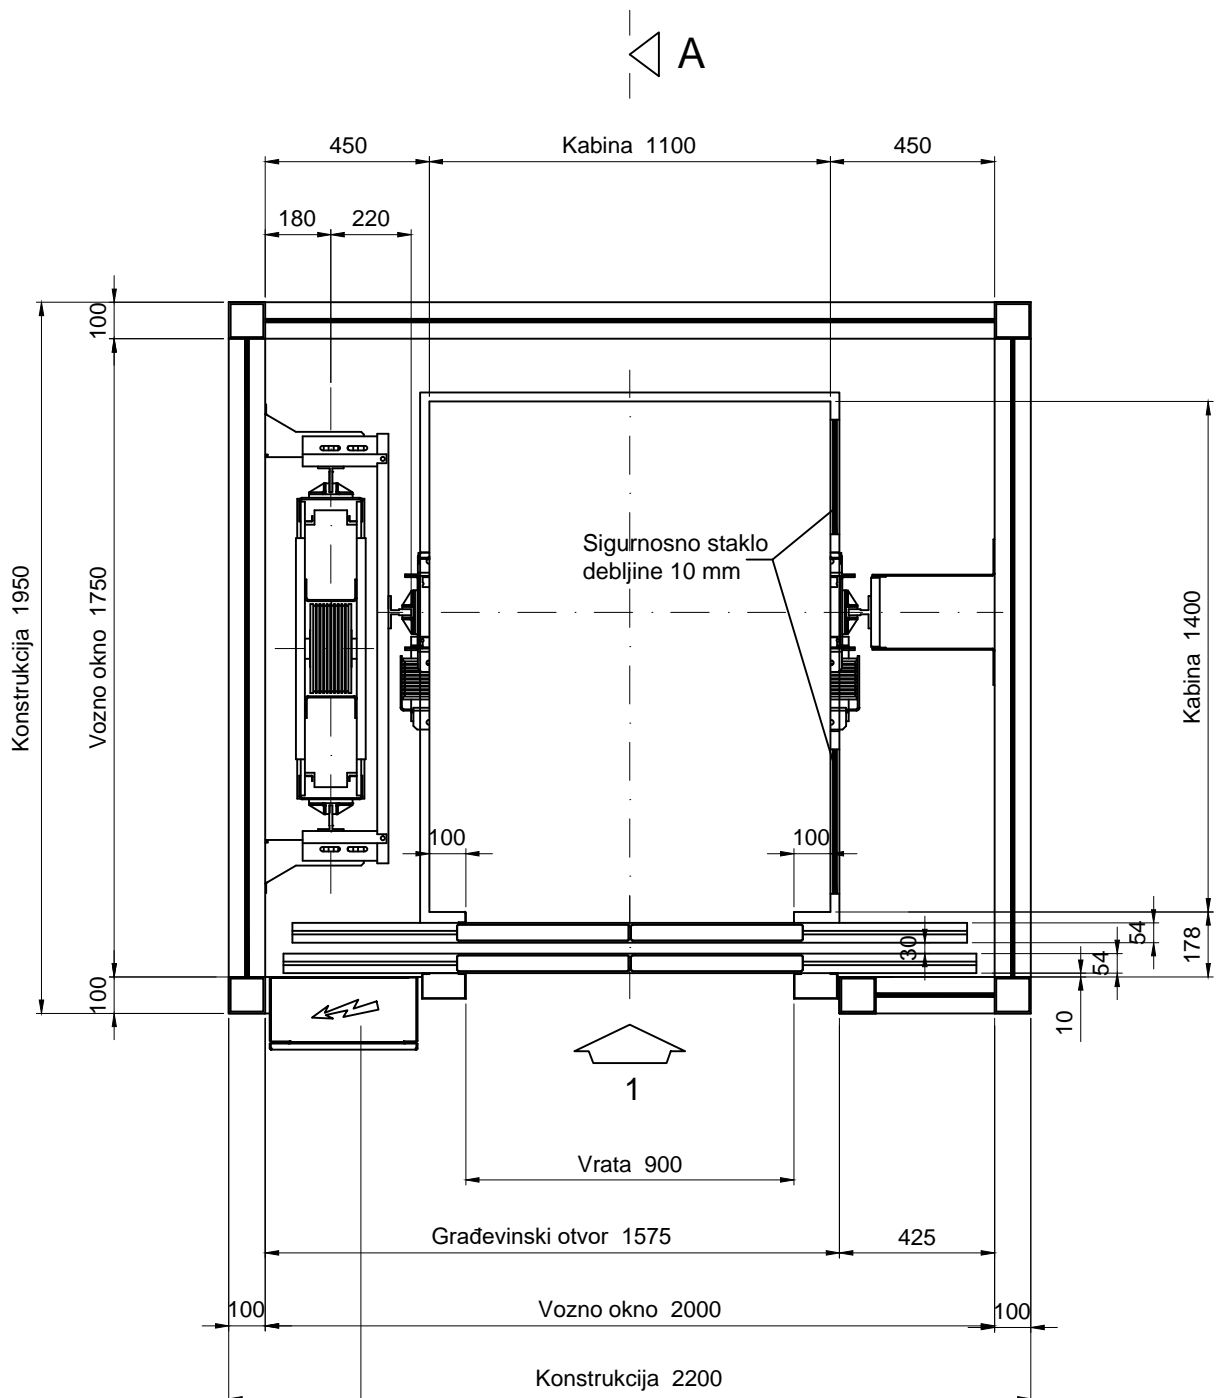 A
450
Kabina 1100
450
180
220
100
Konstrukcija 1950
Vozno okno 1750
Sigurnosno staklo
debljine 10 mm
Kabina 1400
100
100
30
54
54
178
100
10
1
Vrata 900
Građevinski otvor 1575
425
100
Vozno okno 2000
100
Konstrukcija 2200